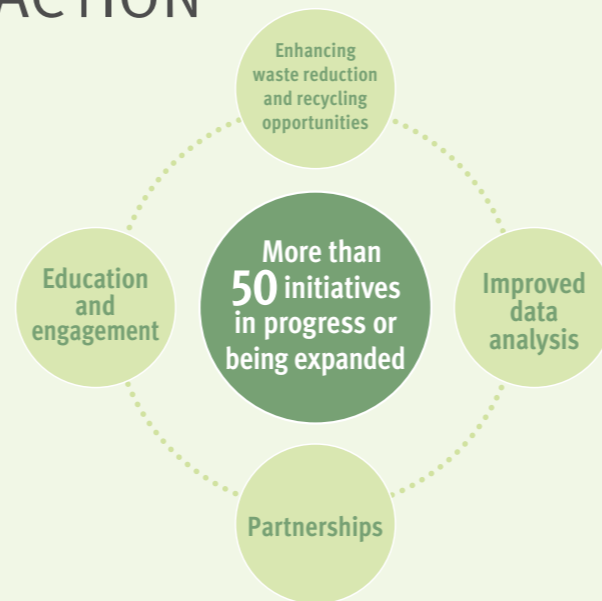 ACTION
Enhancing
waste reduction
and recycling
opportunities
Education
and
engagement
More than
50 initiatives
in progress or
being expanded
Improved
data
analysis
Partnerships